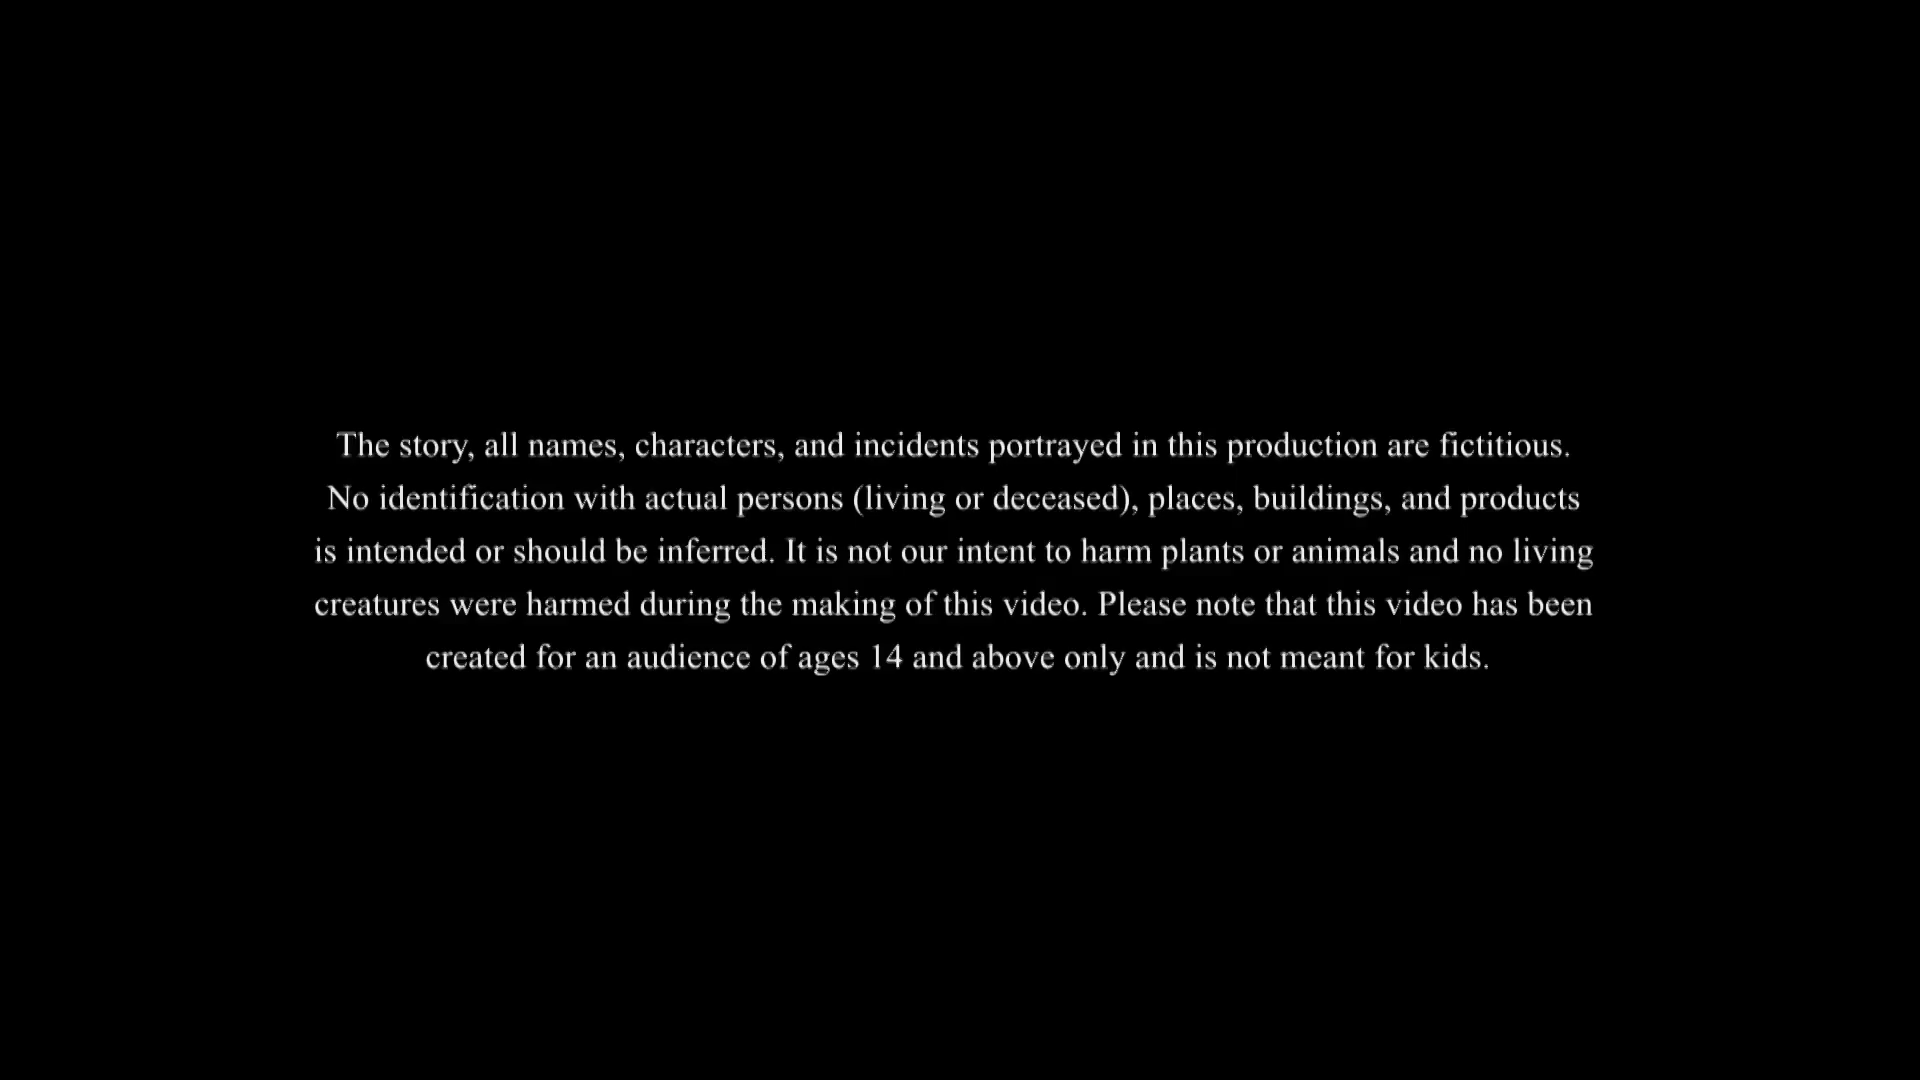 The story, all names, characters, and incidents portrayed in this production are fictitious.
No identification with actual persons (living or deceased), places, buildings, and products
is intended or should be inferred. It is not our intent to harm plants or animals and no living
creatures were harmed during the making of this video. Please note that this video has been
created for an audience of ages 14 and above only and is not meant for kids.